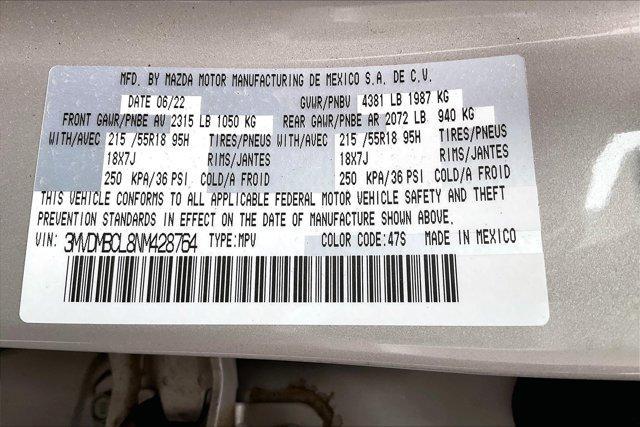 MFD. BY MAZDA MOTOR MANUFACTURING DE MEXICO S.A. DE C.V.
DATE 06/22 GVWR/PNBV 4381 LB 1987 KG
FRONT GAWR/PNBE AV 2315 LB 1050 KG REAR GAWR/PNBE AR 2072 LB 940 KG
WITH/AVEC 215 /55R18 95H TIRES/PNEUS WITH/AVEC 215 /55R18 95H TIRES/PNEUS
18X7J RIMS/JANTES 18X7J RIMS/JANTES
250 KPA/36 PSI COLD/A FROID 250 KPA/36 PSI COLD/A FROID
THIS VEHICLE CONFORMS TO ALL APPLICABLE FEDERAL MOTOR VEHICLE SAFETY AND THEFT
PREVENTION STANDARDS IN EFFECT ON THE DATE OF MANUFACTURE SHOWN ABOVE.
VIN: 3MVDMBCL8NM428764 TYPE:MPV COLOR CODE:47S MADE IN MEXICO